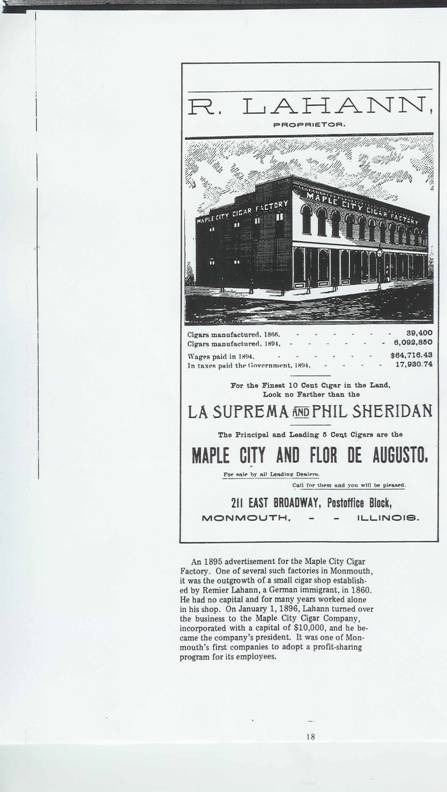 R. LAHANN,
PROPRIETOR.
MAPLE CITY CIGAR FACTORY
MAPLE CITY CIGAR FACTORY
Cigars manufactured, 1866, - - - - - - 39,400
Cigars manufactured, 1894, - - - - - - 6,092,850
Wages paid in 1894, - - - - - - $64,716.43
In taxes paid the Government, 1894, - - - - 17,930.74
For the Finest 10 Cent Cigar in the Land,
Look no Farther than the
LA SUPREMA AND PHIL SHERIDAN
The Principal and Leading 5 Cent Cigars are the
MAPLE CITY AND FLOR DE AUGUSTO.
For sale by all Leading Dealers.
Call for them and you will be pleased.
211 EAST BROADWAY, Postoffice Block,
MONMOUTH, - - ILLINOIS.
An 1895 advertisement for the Maple City Cigar
Factory. One of several such factories in Monmouth,
it was the outgrowth of a small cigar shop establish-
ed by Remier Lahann, a German immigrant, in 1860.
He had no capital and for many years worked alone
in his shop. On January 1, 1896, Lahann turned over
the business to the Maple City Cigar Company,
incorporated with a capital of $10,000, and he be-
came the company's president. It was one of Mon-
mouth's first companies to adopt a profit-sharing
program for its employees.
18